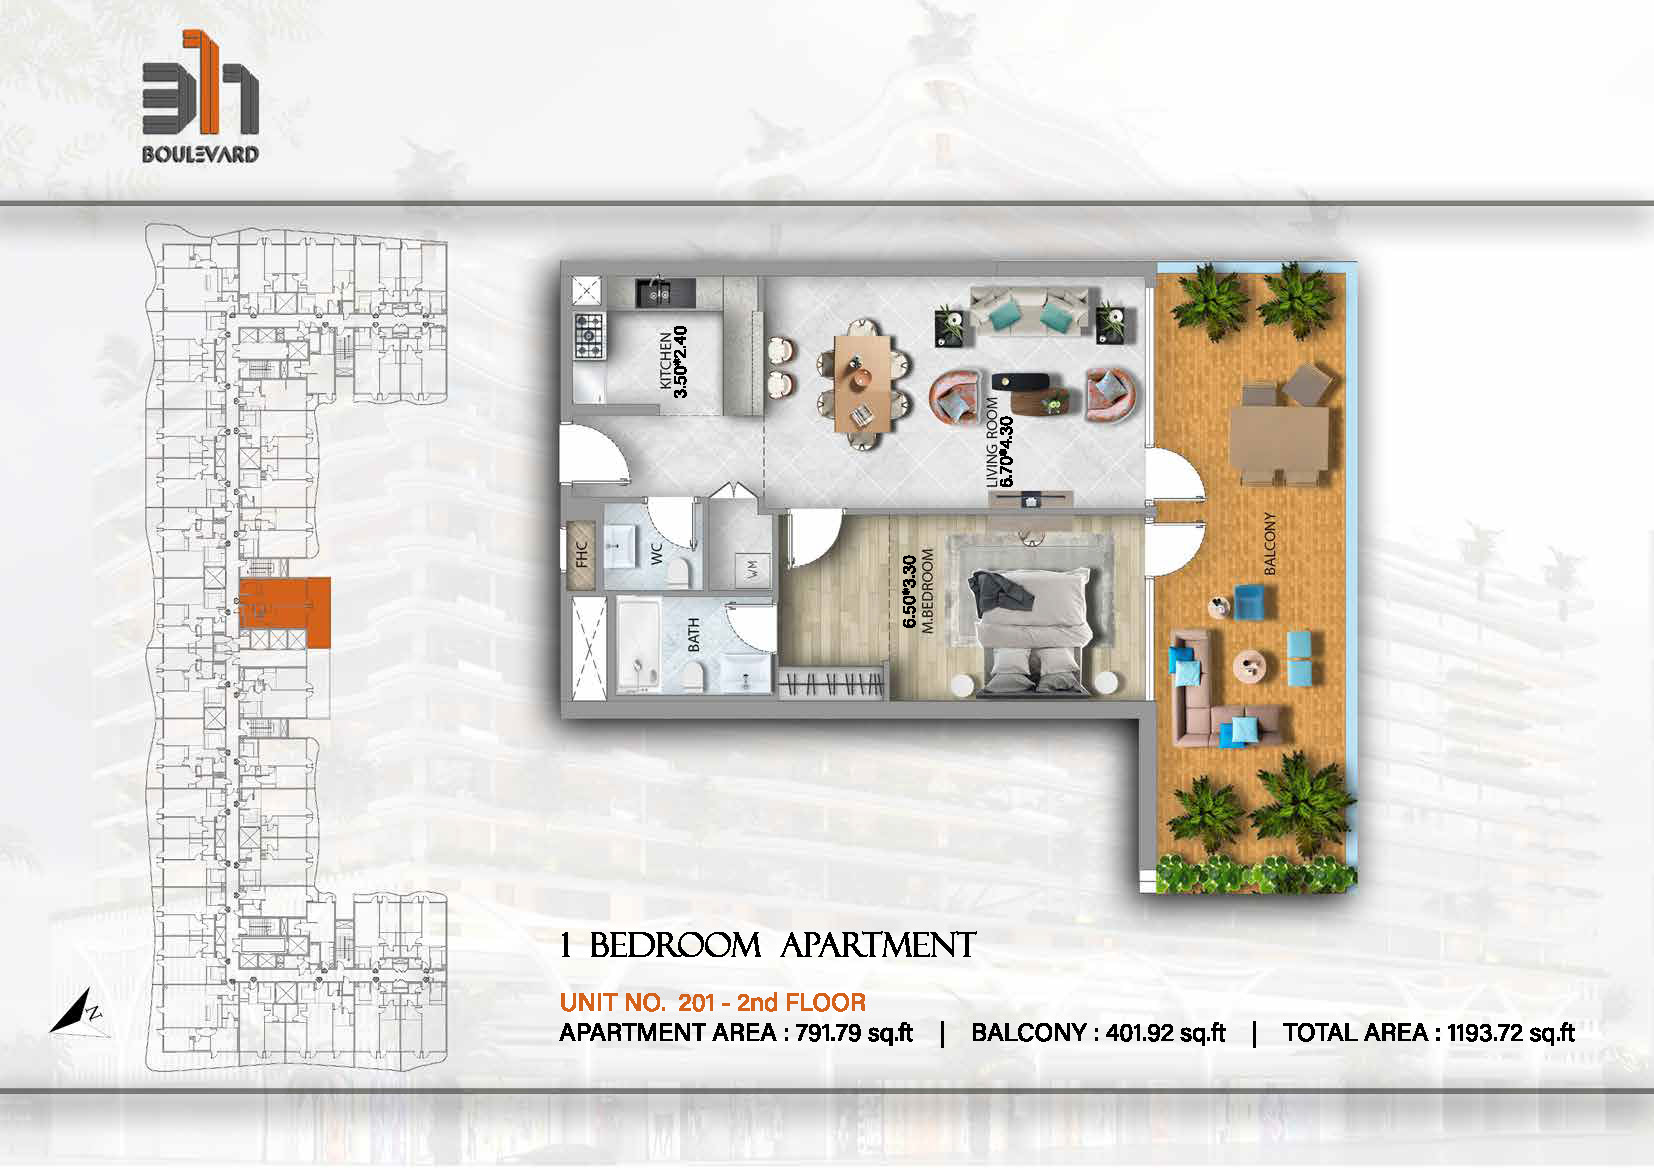 311
BOULEVARD
KITCHEN
3.50*2.40
LIVING ROOM
6.70*4.30
FHC
WC
WM
BATH
6.50*3.30
M.BEDROOM
BALCONY
N
1 BEDROOM APARTMENT
UNIT NO. 201 - 2nd FLOOR
APARTMENT AREA : 791.79 sq.ft | BALCONY : 401.92 sq.ft | TOTAL AREA : 1193.72 sq.ft